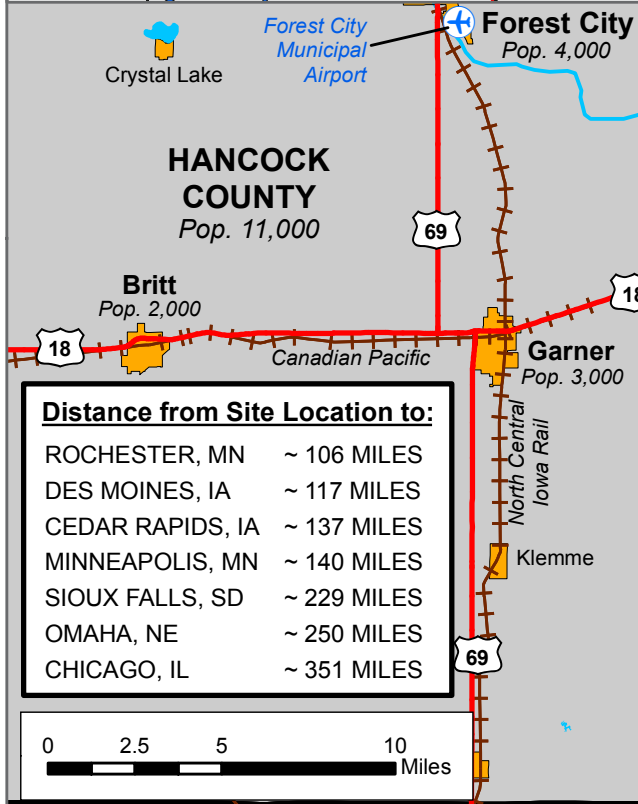 Forest City
Municipal
Airport
Forest City
Pop. 4,000
Crystal Lake
HANCOCK
COUNTY
Pop. 11,000
69
Britt
Pop. 2,000
18
18
Canadian Pacific
Garner
Pop. 3,000
North Central
Iowa Rail
Klemme
69
Distance from Site Location to:
ROCHESTER, MN ~ 106 MILES
DES MOINES, IA ~ 117 MILES
CEDAR RAPIDS, IA ~ 137 MILES
MINNEAPOLIS, MN ~ 140 MILES
SIOUX FALLS, SD ~ 229 MILES
OMAHA, NE ~ 250 MILES
CHICAGO, IL ~ 351 MILES
0 2.5 5 10
Miles